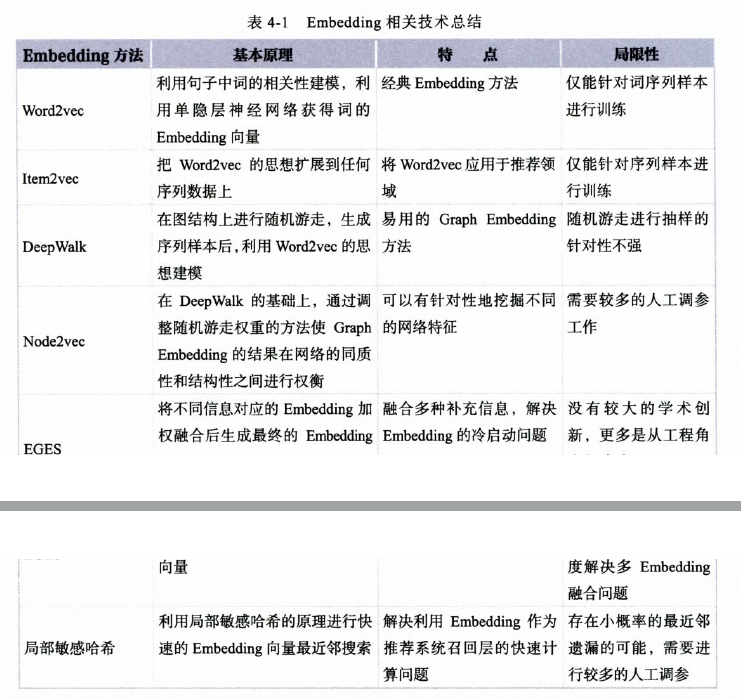 表 4-1 Embedding 相关技术总结
Embedding 方法 基本原理 特 点 局限性
Word2vec
利用句子中词的相关性建模，利
用单隐层神经网络获得词的
Embedding 向量
经典 Embedding 方法
仅能针对词序列样本
进行训练
Item2vec
把 Word2vec 的思想扩展到任何
序列数据上
将 Word2vec 应用于推荐领
域
仅能针对序列样本进
行训练
DeepWalk
在图结构上进行随机游走，生成
序列样本后，利用 Word2vec 的思
想建模
易用的 Graph Embedding
方法
随机游走进行抽样的
针对性不强
Node2vec
在 DeepWalk 的基础上，通过调
整随机游走权重的方法使 Graph
Embedding 的结果在网络的同质
性和结构性之间进行权衡
可以有针对性地挖掘不同
的网络特征
需要较多的人工调参
工作
EGES
将不同信息对应的 Embedding 加
权融合后生成最终的 Embedding
融合多种补充信息，解决
Embedding 的冷启动问题
没有较大的学术创
新，更多是从工程角
向量
度解决多 Embedding
融合问题
局部敏感哈希
利用局部敏感哈希的原理进行快
速的 Embedding 向量最近邻搜索
解决利用 Embedding 作为
推荐系统召回层的快速计
算问题
存在小概率的最近邻
遗漏的可能，需要进
行较多的人工调参